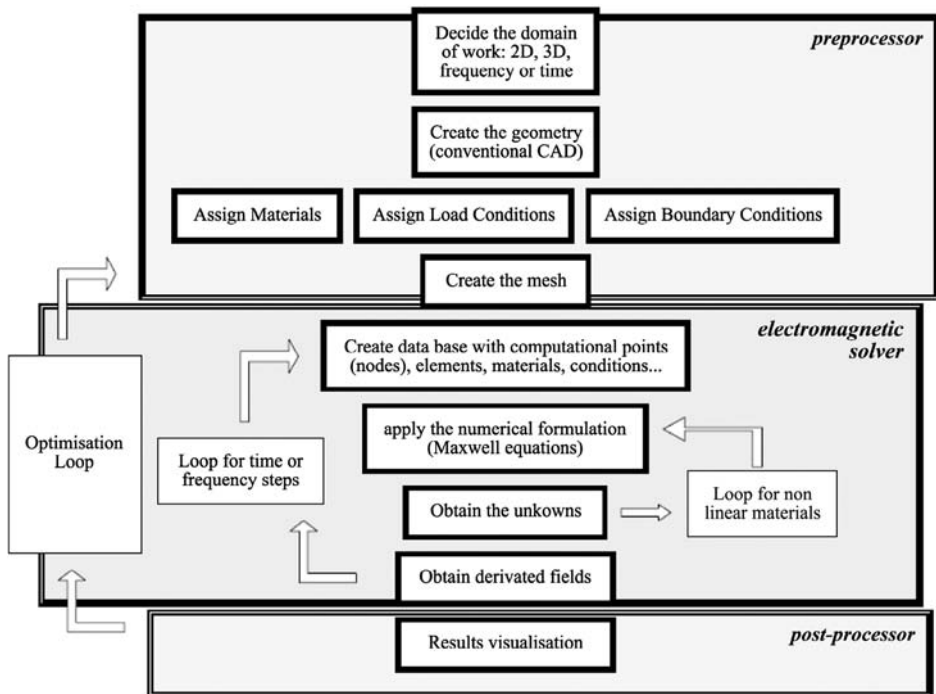 preprocessor
Decide the domain
of work: 2D, 3D,
frequency or time
Create the geometry
(conventional CAD)
Assign Materials
Assign Load Conditions
Assign Boundary Conditions
Create the mesh
electromagnetic
solver
Create data base with computational points
(nodes), elements, materials, conditions...
Optimisation
Loop
Loop for time or
frequency steps
apply the numerical formulation
(Maxwell equations)
Obtain the unkowns
Loop for non
linear materials
Obtain derivated fields
Results visualisation
post-processor